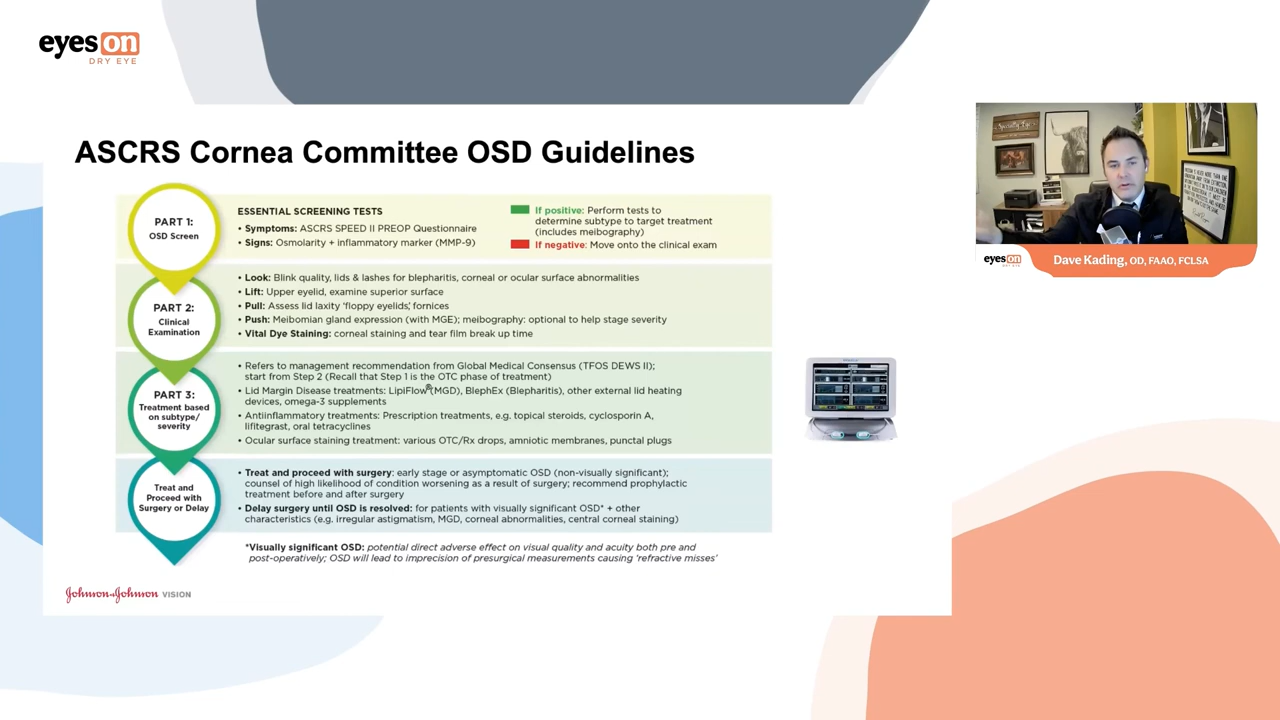 eyes on
DRY EYE
ASCRS Cornea Committee OSD Guidelines
PART 1:
OSD Screen
ESSENTIAL SCREENING TESTS
• Symptoms: ASCRS SPEED II PREOP Questionnaire
• Signs: Osmolarity + inflammatory marker (MMP-9)
If positive: Perform tests to
determine subtype to target treatment
(includes meibography)
If negative: Move onto the clinical exam
PART 2:
Clinical
Examination
• Look: Blink quality, lids & lashes for blepharitis, corneal or ocular surface abnormalities
• Lift: Upper eyelid, examine superior surface
• Pull: Assess lid laxity 'floppy eyelids', fornices
• Push: Meibomian gland expression (with MGE); meibography: optional to help stage severity
• Vital Dye Staining: corneal staining and tear film break up time
PART 3:
Treatment based
on subtype/
severity
• Refers to management recommendation from Global Medical Consensus (TFOS DEWS II);
start from Step 2 (Recall that Step 1 is the OTC phase of treatment)
• Lid Margin Disease treatments: LipiFlow®(MGD), BlephEx (Blepharitis), other external lid heating
devices, omega-3 supplements
• Antiinflammatory treatments: Prescription treatments, e.g. topical steroids, cyclosporin A,
lifitegrast, oral tetracyclines
• Ocular surface staining treatment: various OTC/Rx drops, amniotic membranes, punctal plugs
Treat and
Proceed with
Surgery or Delay
• Treat and proceed with surgery: early stage or asymptomatic OSD (non-visually significant);
counsel of high likelihood of condition worsening as a result of surgery; recommend prophylactic
treatment before and after surgery
• Delay surgery until OSD is resolved: for patients with visually significant OSD* + other
characteristics (e.g. irregular astigmatism, MGD, corneal abnormalities, central corneal staining)
*Visually significant OSD: potential direct adverse effect on visual quality and acuity both pre and
post-operatively; OSD will lead to imprecision of presurgical measurements causing 'refractive misses'
Johnson & Johnson VISION
eyes on
DRY EYE
Dave Kading, OD, FAAO, FCLSA